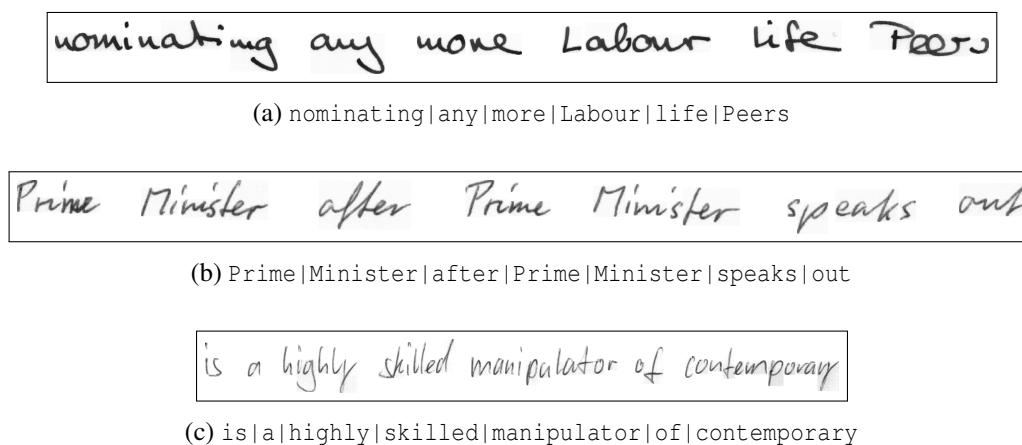 nominating any more Labour life Peers
(a) nominating|any|more|Labour|life|Peers
Prime Minister after Prime Minister speaks out
(b) Prime|Minister|after|Prime|Minister|speaks|out
is a highly skilled manipulator of contemporary
(c) is|a|highly|skilled|manipulator|of|contemporary